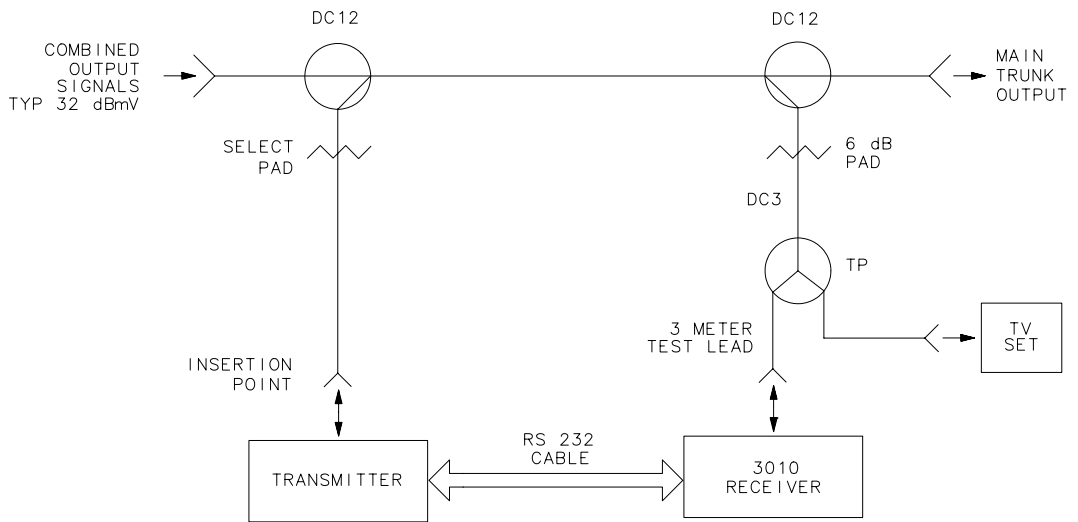 DC12
DC12
COMBINED
OUTPUT
SIGNALS
TYP 32 dBmV
MAIN
TRUNK
OUTPUT
SELECT
PAD
6 dB
PAD
DC3
TP
3 METER
TEST LEAD
TV
SET
INSERTION
POINT
RS 232
CABLE
TRANSMITTER
3010
RECEIVER